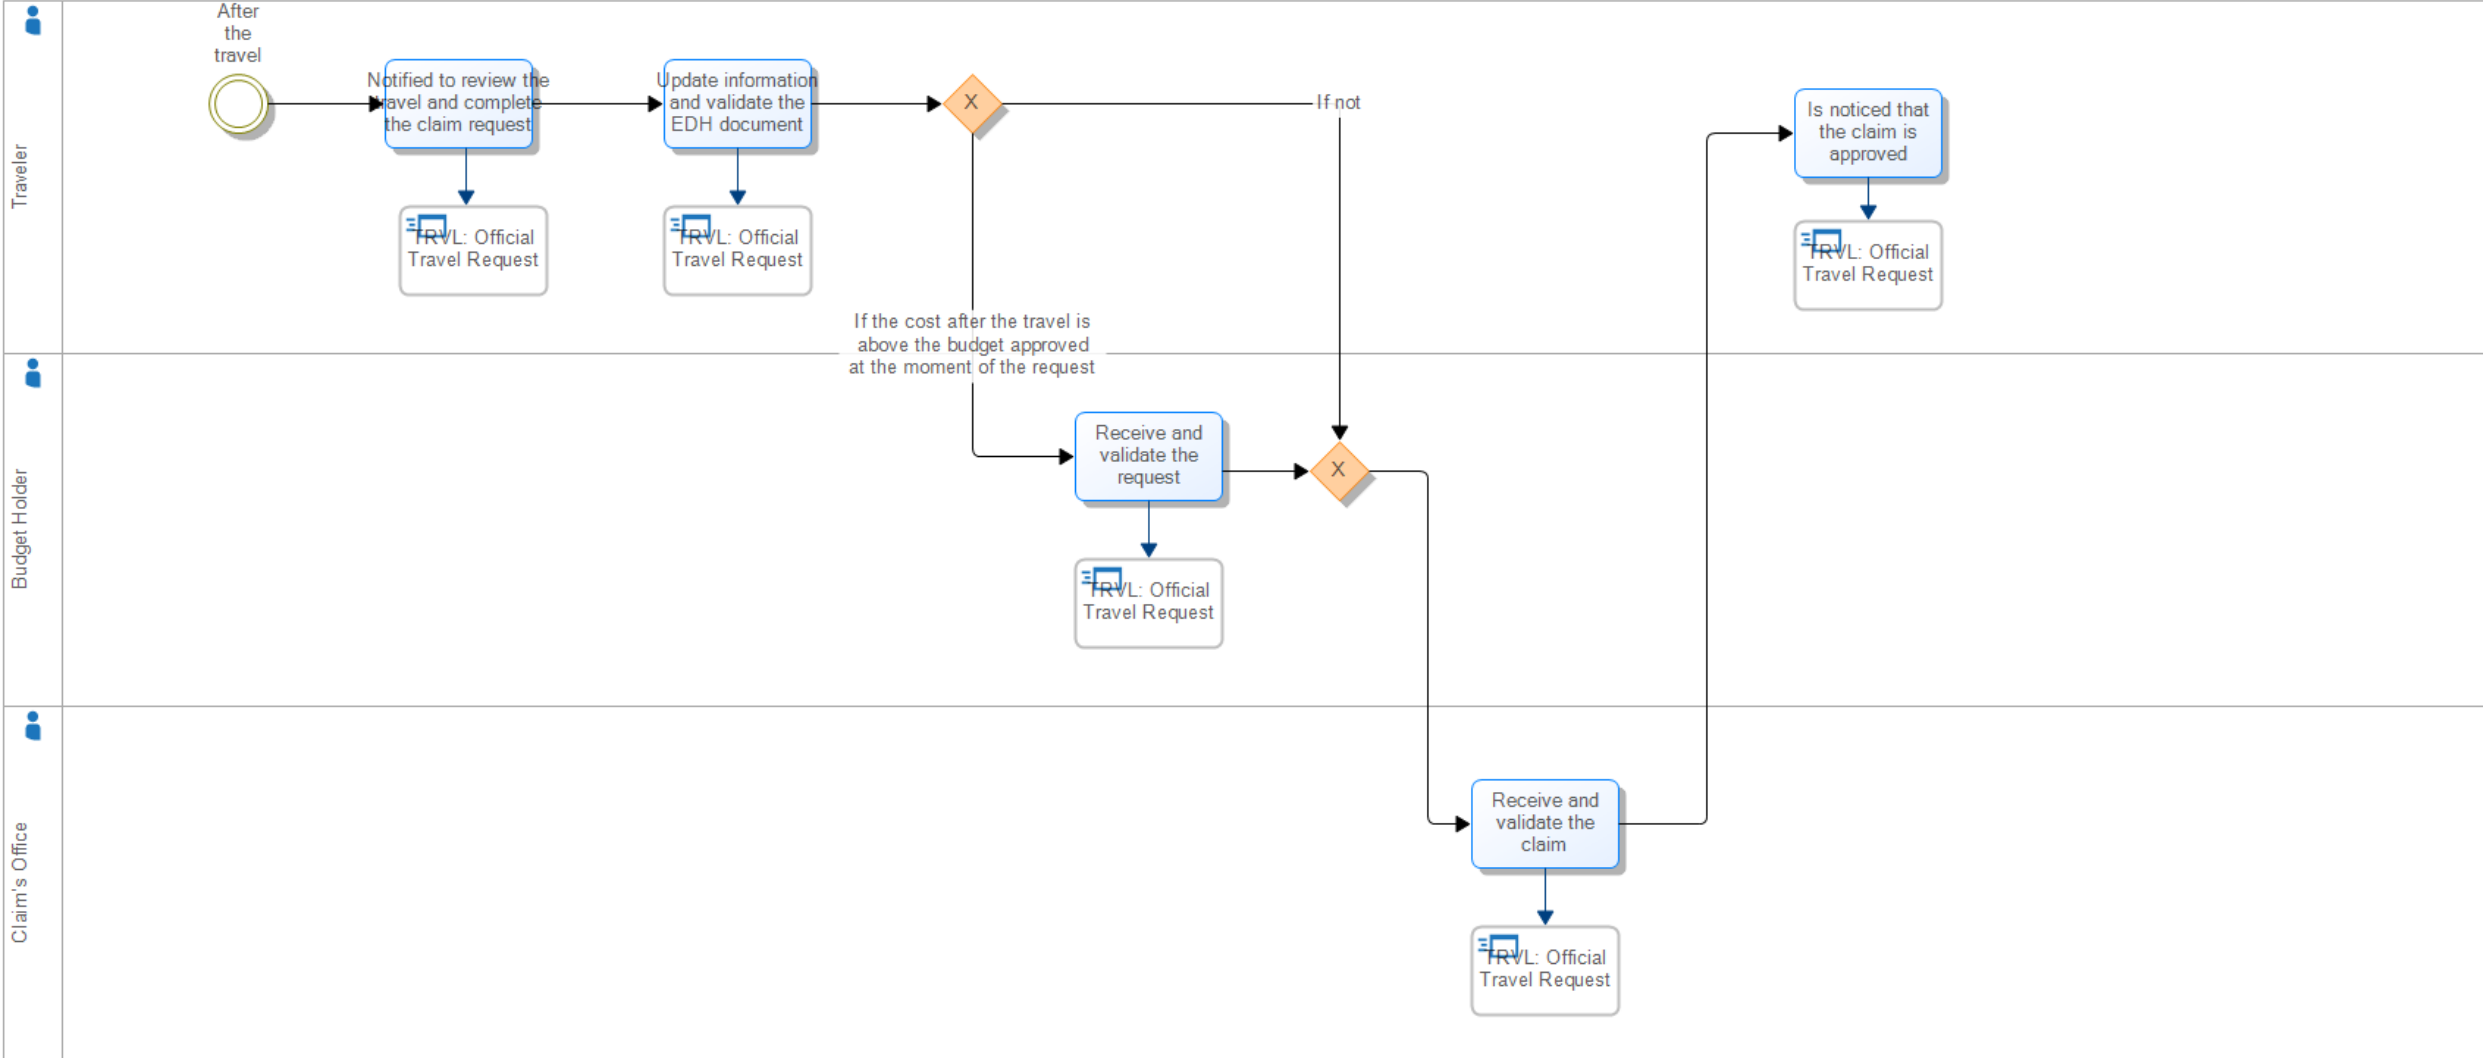 After
the
travel
Notified to review the
travel and complete
the claim request
Update information
and validate the
EDH document
X
If not
Is noticed that
the claim is
approved
Traveler
TRVL: Official
Travel Request
TRVL: Official
Travel Request
TRVL: Official
Travel Request
If the cost after the travel is
above the budget approved
at the moment of the request
Budget Holder
Receive and
validate the
request
X
TRVL: Official
Travel Request
Claim's Office
Receive and
validate the
claim
TRVL: Official
Travel Request